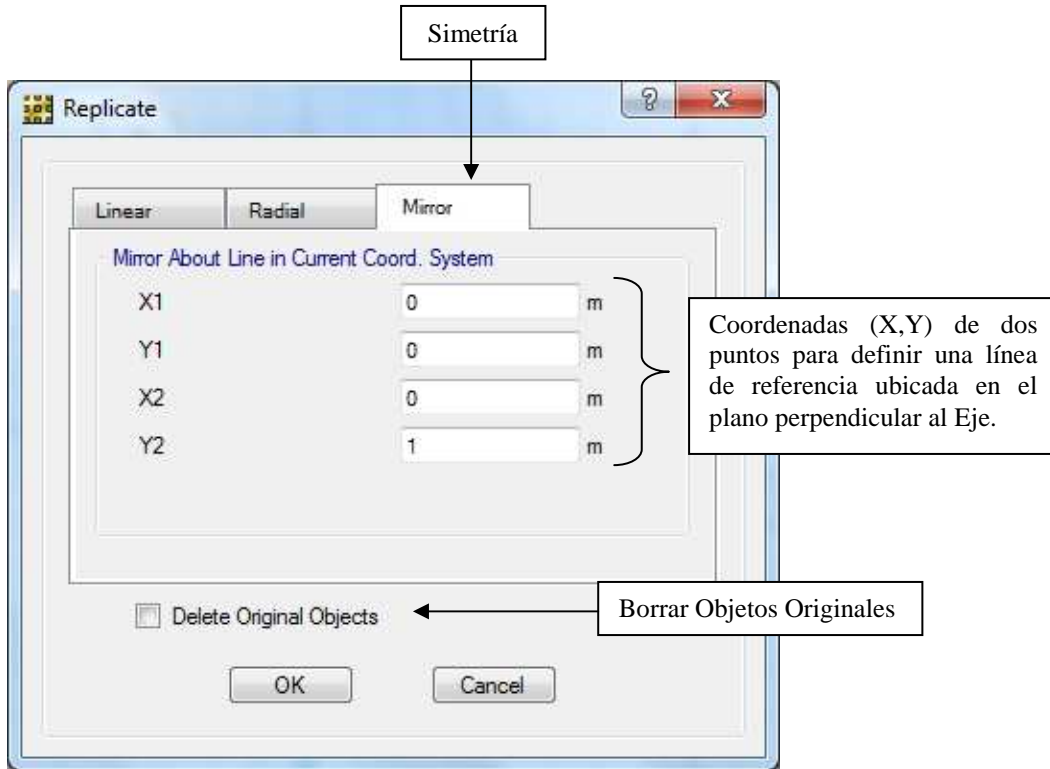 Simetría
Replicate
Linear Radial Mirror
Mirror About Line in Current Coord. System
X1 0 m
Y1 0 m
X2 0 m
Y2 1 m
Coordenadas (X,Y) de dos
puntos para definir una línea
de referencia ubicada en el
plano perpendicular al Eje.
Delete Original Objects
Borrar Objetos Originales
OK Cancel